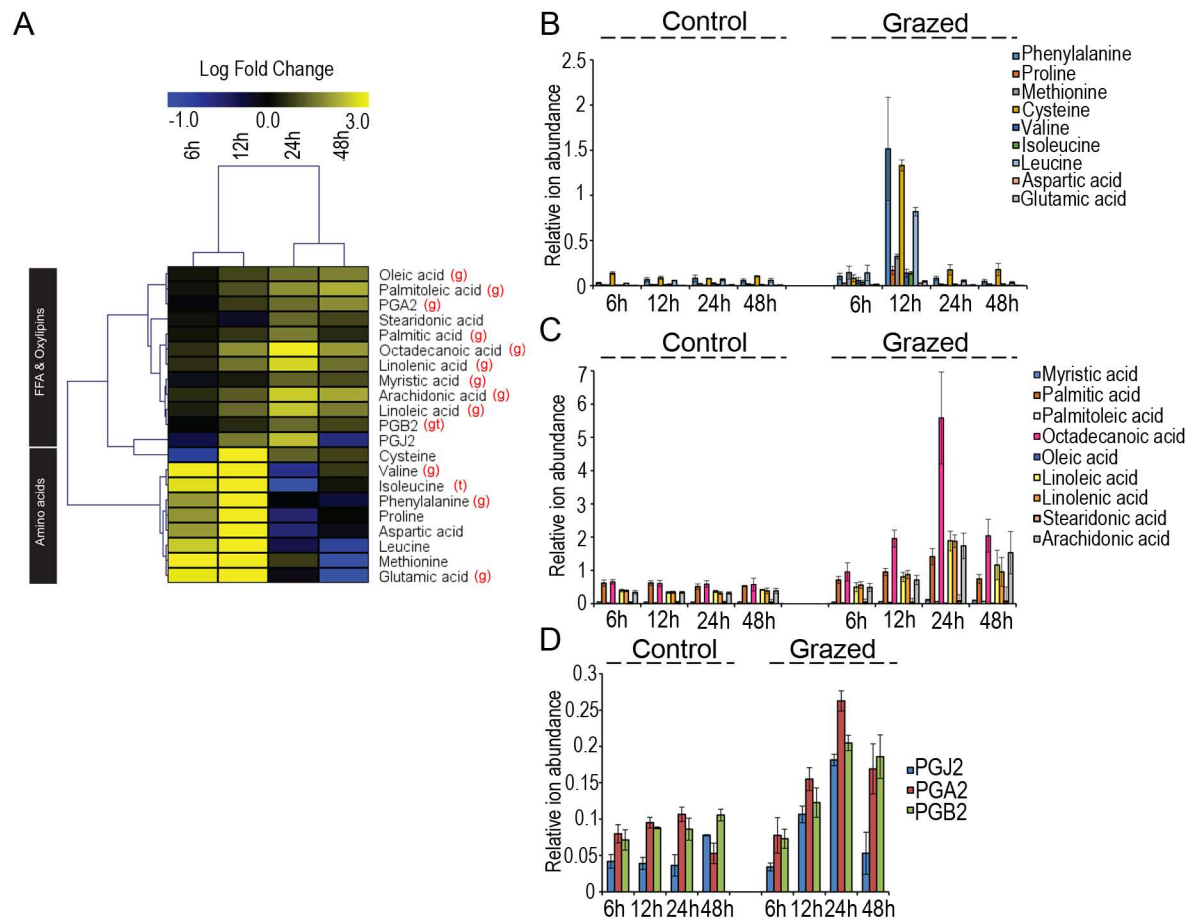 A
Log Fold Change
-1.0 0.0 3.0
6h 12h 24h 48h
FFA & Oxylipins
Amino acids
Oleic acid (g)
Palmitoleic acid (g)
PGA2 (g)
Stearidonic acid
Palmitic acid (g)
Octadecanoic acid (g)
Linolenic acid (g)
Myristic acid (g)
Arachidonic acid (g)
Linoleic acid (g)
PGB2 (gt)
PGJ2
Cysteine
Valine (g)
Isoleucine (t)
Phenylalanine (g)
Proline
Aspartic acid
Leucine
Methionine
Glutamic acid (g)
B
Control Grazed
Relative ion abundance
2.5
2
1.5
1
0.5
0
6h 12h 24h 48h 6h 12h 24h 48h
Phenylalanine
Proline
Methionine
Cysteine
Valine
Isoleucine
Leucine
Aspartic acid
Glutamic acid
C
Control Grazed
Relative ion abundance
7
6
5
4
3
2
1
0
6h 12h 24h 48h 6h 12h 24h 48h
Myristic acid
Palmitic acid
Palmitoleic acid
Octadecanoic acid
Oleic acid
Linoleic acid
Linolenic acid
Stearidonic acid
Arachidonic acid
D
Control Grazed
Relative ion abundance
0.3
0.25
0.2
0.15
0.1
0.05
0
6h 12h 24h 48h 6h 12h 24h 48h
PGJ2
PGA2
PGB2